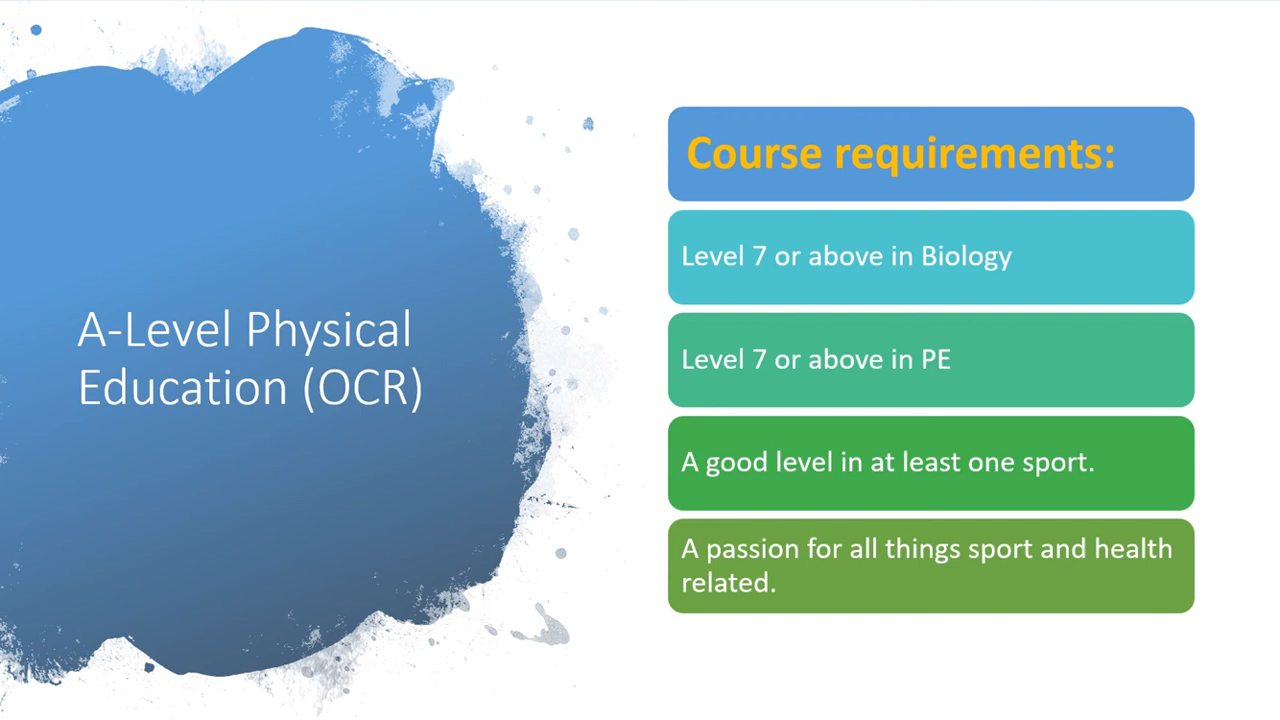 A-Level Physical
Education (OCR)
Course requirements:
Level 7 or above in Biology
Level 7 or above in PE
A good level in at least one sport.
A passion for all things sport and health
related.